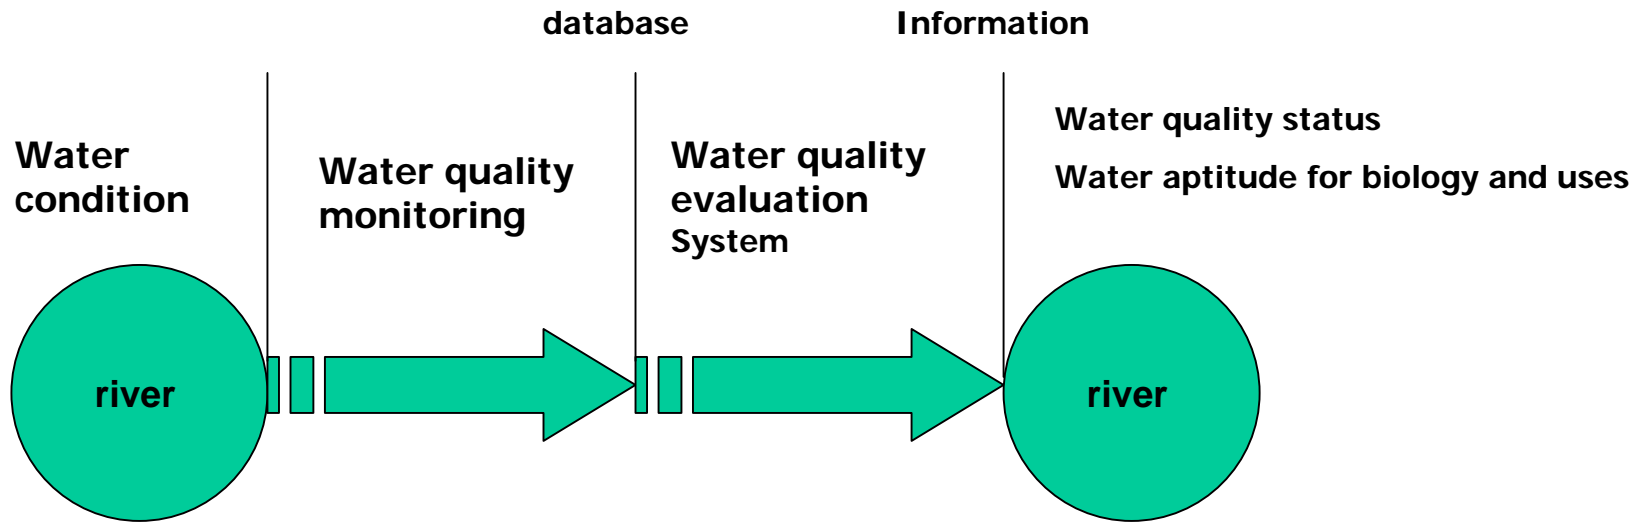 database
Information
Water
condition
Water quality
monitoring
Water quality
evaluation
System
Water quality status
Water aptitude for biology and uses
river
river